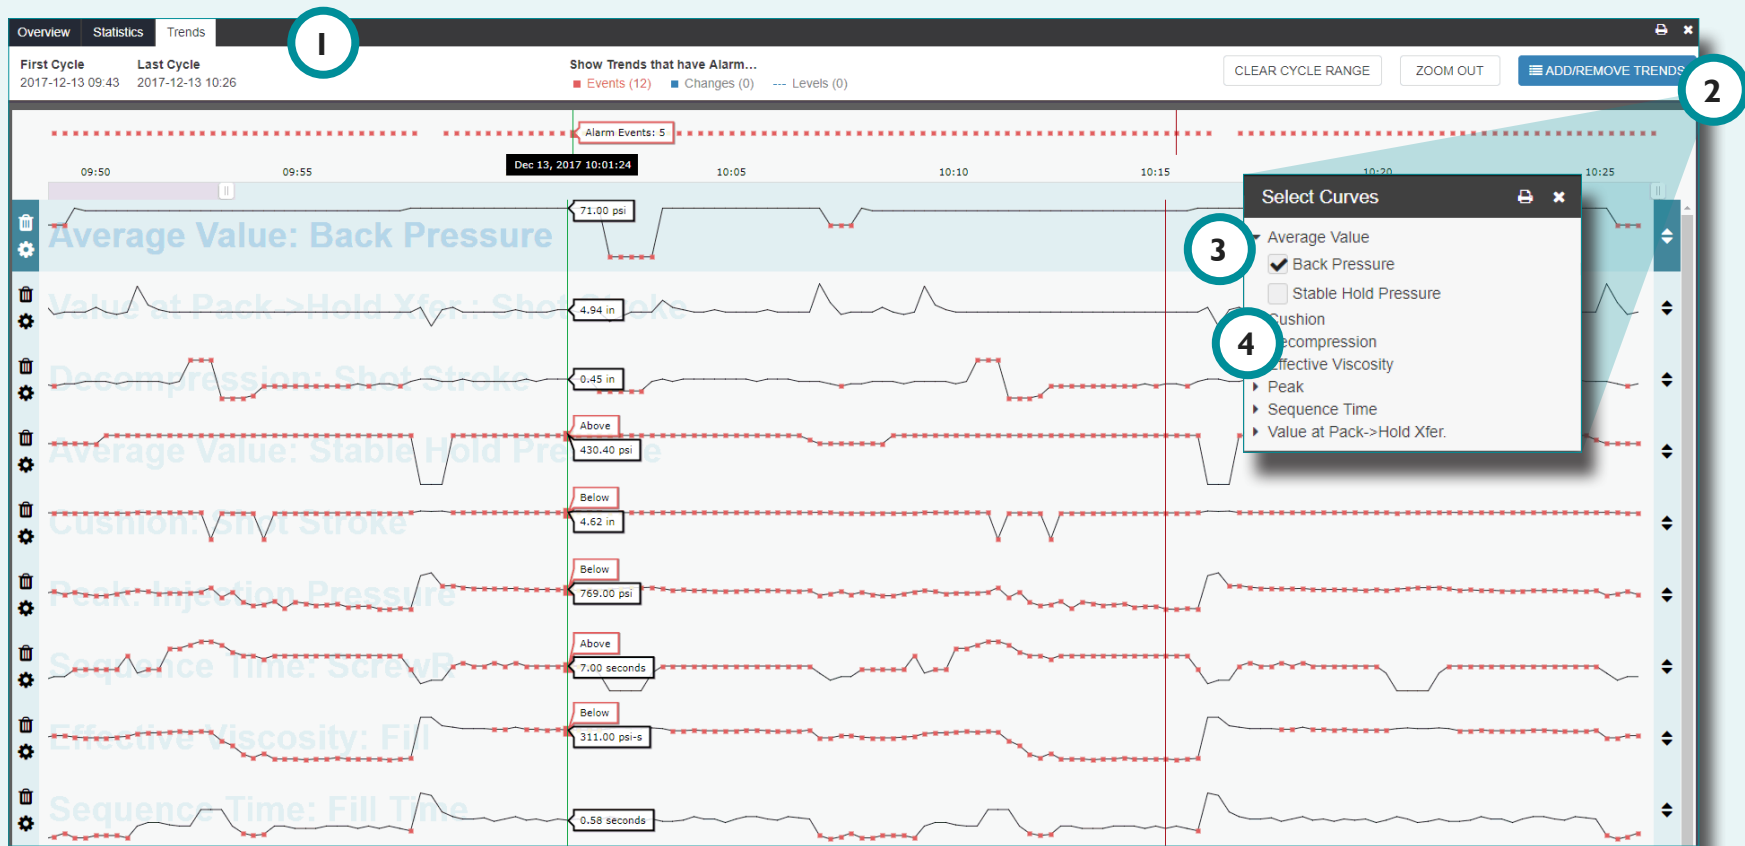 Overview Statistics Trends
1
First Cycle Last Cycle Show Trends that have Alarm...
2017-12-13 09:43 2017-12-13 10:26 Events (12) Changes (0) --- Levels (0)
CLEAR CYCLE RANGE ZOOM OUT ADD/REMOVE TRENDS
2
Alarm Events: 5
Dec 13, 2017 10:01:24
09:50 09:55 10:05 10:10 10:15 10:20 10:25
Average Value: Back Pressure
71.00 psi
Value at Pack->Hold Xfer.: Shot Stroke
4.94 in
Decompression: Shot Stroke
0.45 in
Above
Average Value: Stable Hold Pre e
430.40 psi
Below
Cushion: Shot Stroke
4.62 in
Below
Peak: Injection Pressure
769.00 psi
Above
Sequence Time: ScrewR
7.00 seconds
Below
Effective Viscosity: Fill
311.00 psi-s
Sequence Time: Fill Time
0.58 seconds
Select Curves
3
Average Value
Back Pressure
Stable Hold Pressure
4
Cushion
ecompression
Effective Viscosity
Peak
Sequence Time
Value at Pack->Hold Xfer.